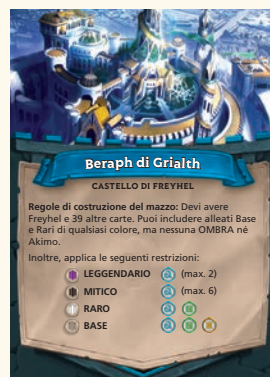 Beraph di Grialth
CASTELLO DI FREYHEL
Regole di costruzione del mazzo: Devi avere
Freyhel e 39 altre carte. Puoi includere alleati Base
e Rari di qualsiasi colore, ma nessuna OMBRA né
Akimo.
Inoltre, applica le seguenti restrizioni:
LEGGENDARIO (max. 2)
MITICO (max. 6)
RARO
BASE